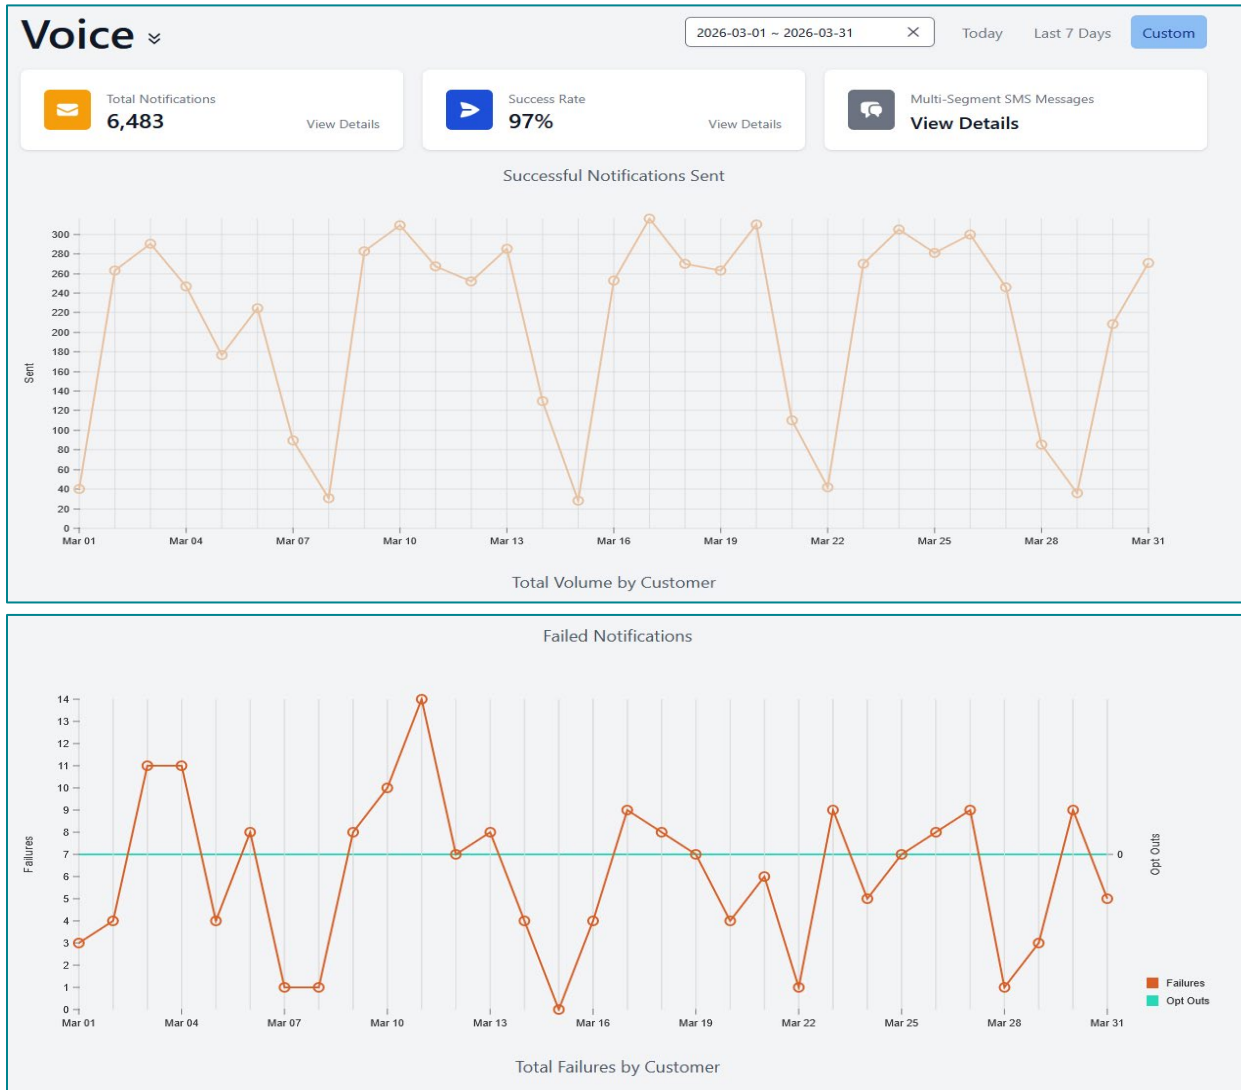 Voice
2026-03-01 ~ 2026-03-31
Today
Last 7 Days
Custom
Total Notifications
6,483
View Details
Success Rate
97%
View Details
Multi-Segment SMS Messages
View Details
Successful Notifications Sent
300
280
260
240
220
200
180
160
140
120
100
80
60
40
20
0
Sent
Mar 01 Mar 04 Mar 07 Mar 10 Mar 13 Mar 16 Mar 19 Mar 22 Mar 25 Mar 28 Mar 31
Total Volume by Customer
Failed Notifications
14
13
12
11
10
9
8
7
6
5
4
3
2
1
0
Failures
0
Opt Outs
Failures
Opt Outs
Mar 01 Mar 04 Mar 07 Mar 10 Mar 13 Mar 16 Mar 19 Mar 22 Mar 25 Mar 28 Mar 31
Total Failures by Customer